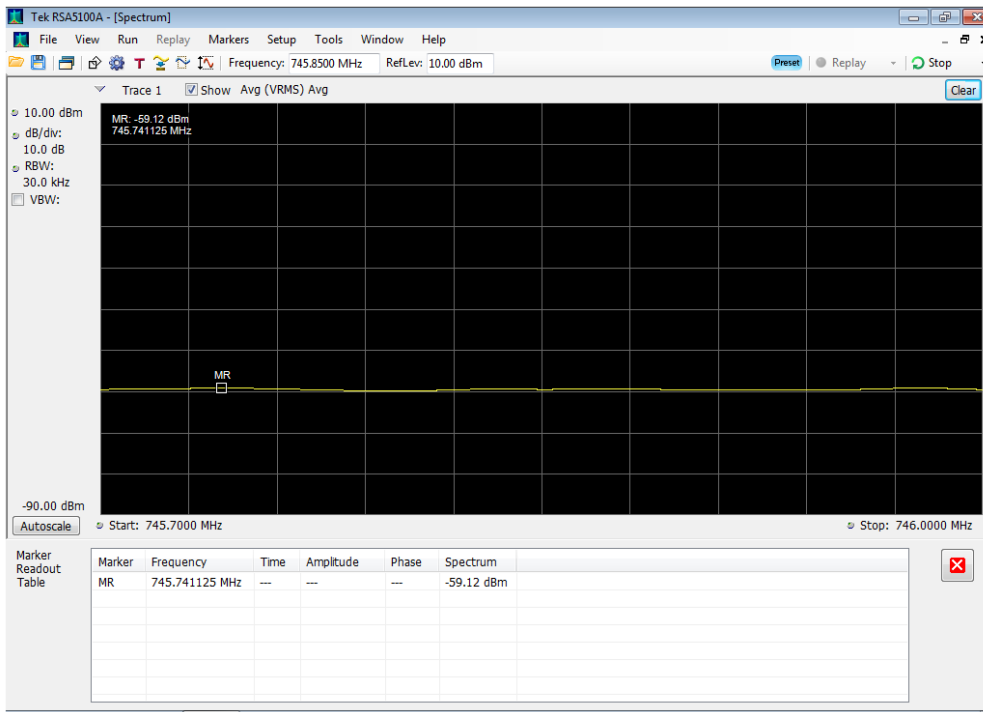 Tek RSA5100A - [Spectrum]
File View Run Replay Markers Setup Tools Window Help
T Frequency: 745.8500 MHz RefLev: 10.00 dBm Preset Replay Stop
Trace 1 Show Avg (VRMS) Avg Clear
10.00 dBm
dB/div:
10.0 dB
RBW:
30.0 kHz
VBW:
MR: -59.12 dBm
745.741125 MHz
MR
-90.00 dBm
Autoscale Start: 745.7000 MHz Stop: 746.0000 MHz
Marker
Readout
Table
Marker Frequency Time Amplitude Phase Spectrum
MR 745.741125 MHz --- --- --- -59.12 dBm